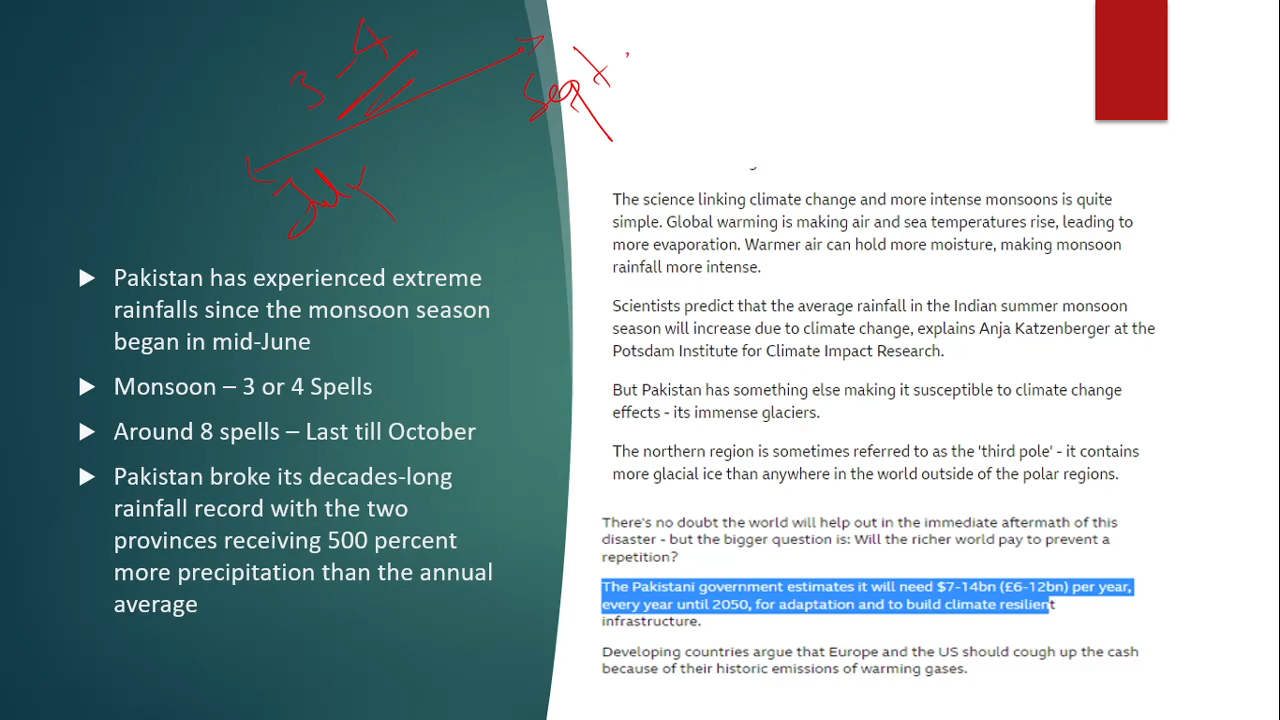 3 - 4
Sept
July
Pakistan has experienced extreme
rainfalls since the monsoon season
began in mid-June
Monsoon – 3 or 4 Spells
Around 8 spells – Last till October
Pakistan broke its decades-long
rainfall record with the two
provinces receiving 500 percent
more precipitation than the annual
average
The science linking climate change and more intense monsoons is quite
simple. Global warming is making air and sea temperatures rise, leading to
more evaporation. Warmer air can hold more moisture, making monsoon
rainfall more intense.
Scientists predict that the average rainfall in the Indian summer monsoon
season will increase due to climate change, explains Anja Katzenberger at the
Potsdam Institute for Climate Impact Research.
But Pakistan has something else making it susceptible to climate change
effects - its immense glaciers.
The northern region is sometimes referred to as the 'third pole' - it contains
more glacial ice than anywhere in the world outside of the polar regions.
There's no doubt the world will help out in the immediate aftermath of this
disaster - but the bigger question is: Will the richer world pay to prevent a
repetition?
The Pakistani government estimates it will need $7-14bn (£6-12bn) per year,
every year until 2050, for adaptation and to build climate resilient
infrastructure.
Developing countries argue that Europe and the US should cough up the cash
because of their historic emissions of warming gases.